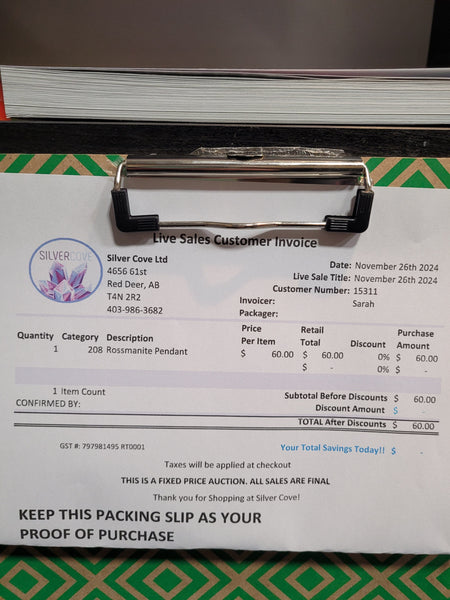 Live Sales Customer Invoice
SILVERCOVE
Silver Cove Ltd
4656 61st
Red Deer, AB
T4N 2R2
403-986-3682
Date: November 26th 2024
Live Sale Title: November 26th 2024
Customer Number: 15311
Invoicer: Sarah
Packager:
Quantity Category Description Price Per Item Retail Total Discount Purchase Amount
1 208 Rossmanite Pendant $ 60.00 $ 60.00 0% $ 60.00
$ - 0% $ -
1 Item Count
Subtotal Before Discounts $ 60.00
CONFIRMED BY:
Discount Amount $ -
TOTAL After Discounts $ 60.00
GST #: 797981495 RT0001
Your Total Savings Today!! $ -
Taxes will be applied at checkout
THIS IS A FIXED PRICE AUCTION. ALL SALES ARE FINAL
Thank you for Shopping at Silver Cove!
KEEP THIS PACKING SLIP AS YOUR
PROOF OF PURCHASE